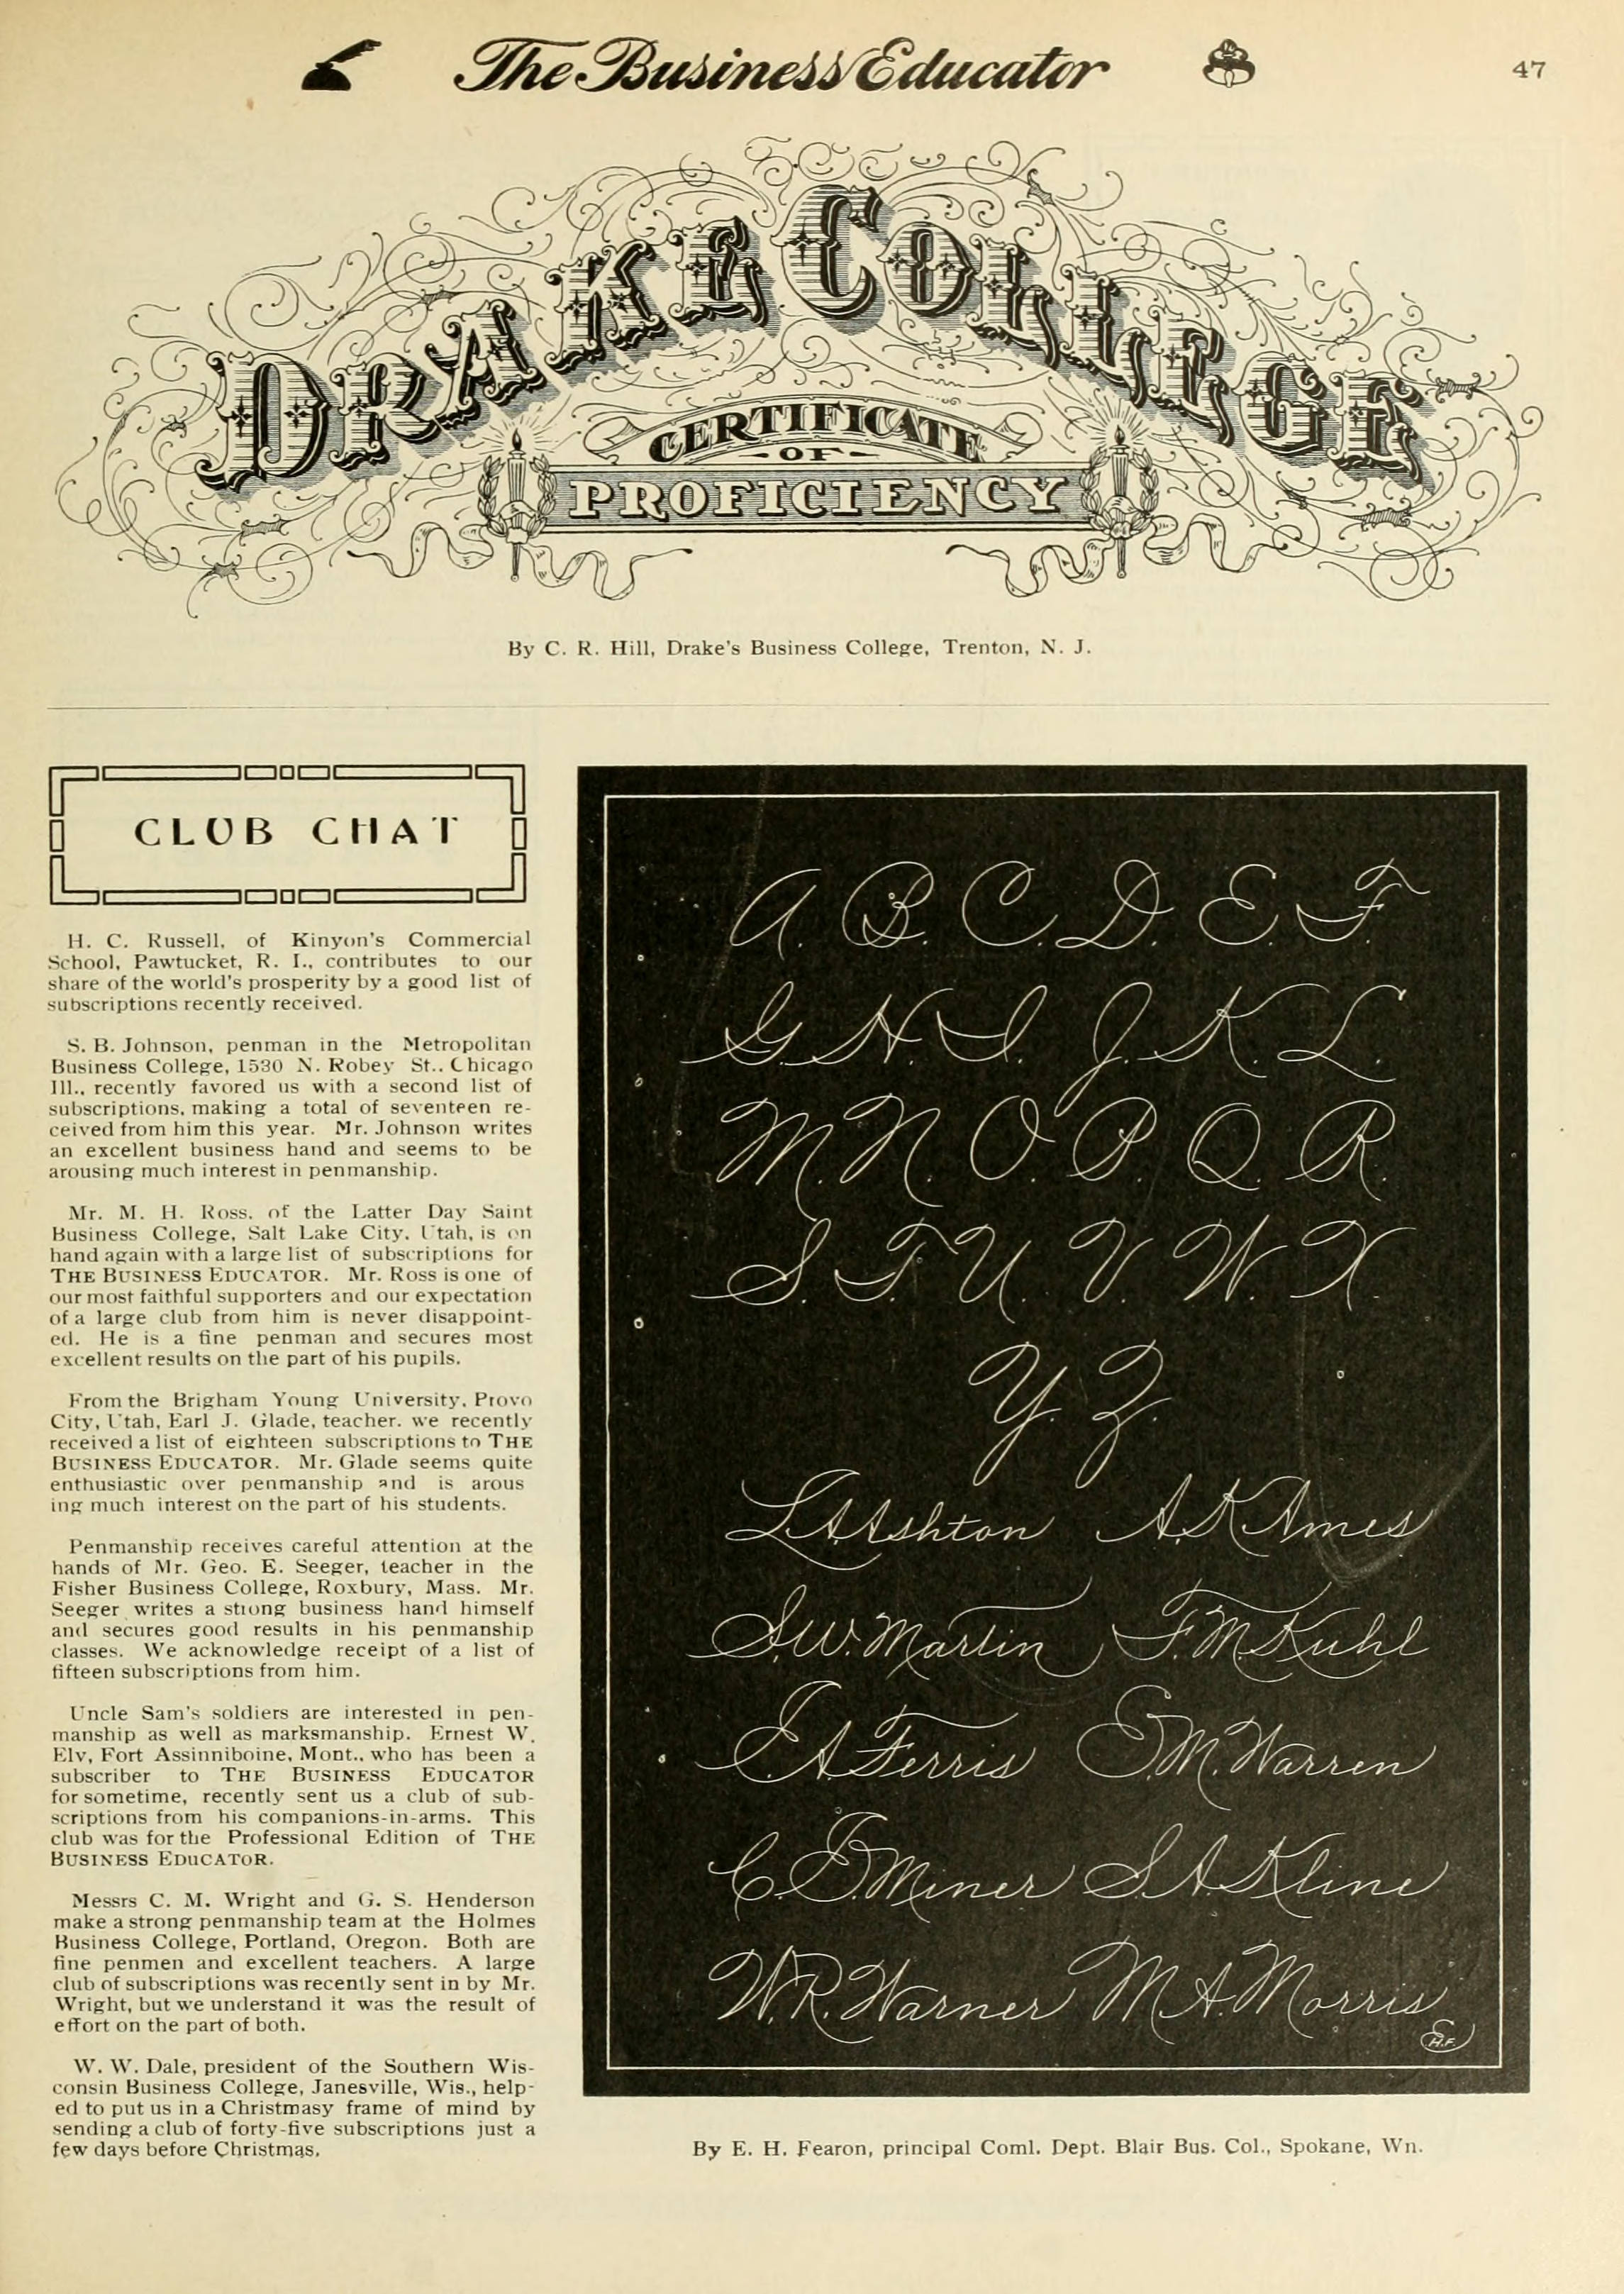 The Business Educator
47
DRAKE COLLEGE
CERTIFICATE
OF
PROFICIENCY
By C. R. Hill, Drake's Business College, Trenton, N. J.
CLUB CHAT
H. C. Russell, of Kinyon's Commercial
School, Pawtucket, R. I., contributes to our
share of the world's prosperity by a good list of
subscriptions recently received.
S. B. Johnson, penman in the Metropolitan
Business College, 1530 N. Robey St.. Chicago
Ill., recently favored us with a second list of
subscriptions, making a total of seventeen re-
ceived from him this year. Mr. Johnson writes
an excellent business hand and seems to be
arousing much interest in penmanship.
Mr. M. H. Ross. of the Latter Day Saint
Business College, Salt Lake City. Utah, is on
hand again with a large list of subscriptions for
THE BUSINESS EDUCATOR. Mr. Ross is one of
our most faithful supporters and our expectation
of a large club from him is never disappoint-
ed. He is a fine penman and secures most
excellent results on the part of his pupils.
From the Brigham Young University, Provo
City, Utah, Earl J. Glade, teacher. we recently
received a list of eighteen subscriptions to THE
BUSINESS EDUCATOR. Mr. Glade seems quite
enthusiastic over penmanship and is arous
ing much interest on the part of his students.
Penmanship receives careful attention at the
hands of Mr. Geo. E. Seeger, teacher in the
Fisher Business College, Roxbury, Mass. Mr.
Seeger writes a strong business hand himself
and secures good results in his penmanship
classes. We acknowledge receipt of a list of
fifteen subscriptions from him.
Uncle Sam's soldiers are interested in pen-
manship as well as marksmanship. Ernest W.
Elv, Fort Assinniboine, Mont., who has been a
subscriber to THE BUSINESS EDUCATOR
for sometime, recently sent us a club of sub-
scriptions from his companions-in-arms. This
club was for the Professional Edition of THE
BUSINESS EDUCATOR.
Messrs C. M. Wright and G. S. Henderson
make a strong penmanship team at the Holmes
Business College, Portland, Oregon. Both are
fine penmen and excellent teachers. A large
club of subscriptions was recently sent in by Mr.
Wright, but we understand it was the result of
effort on the part of both.
W. W. Dale, president of the Southern Wis-
consin Business College, Janesville, Wis., help-
ed to put us in a Christmasy frame of mind by
sending a club of forty-five subscriptions just a
few days before Christmas.
A. B. C. D. E. F.
G. H. I. J. K. L.
M. N. O. P. Q. R.
S. T. U. V. W. X.
Y. Z.
L. A. Ashton A. K. Ames
S. W. Martin F. M. Kuhl
I. A. Ferris E. M. Warren
C. B. Miner S. A. Kline
W. R. Warner M. A. Morris
E.H.F.
By E. H. Fearon, principal Coml. Dept. Blair Bus. Col., Spokane, Wn.